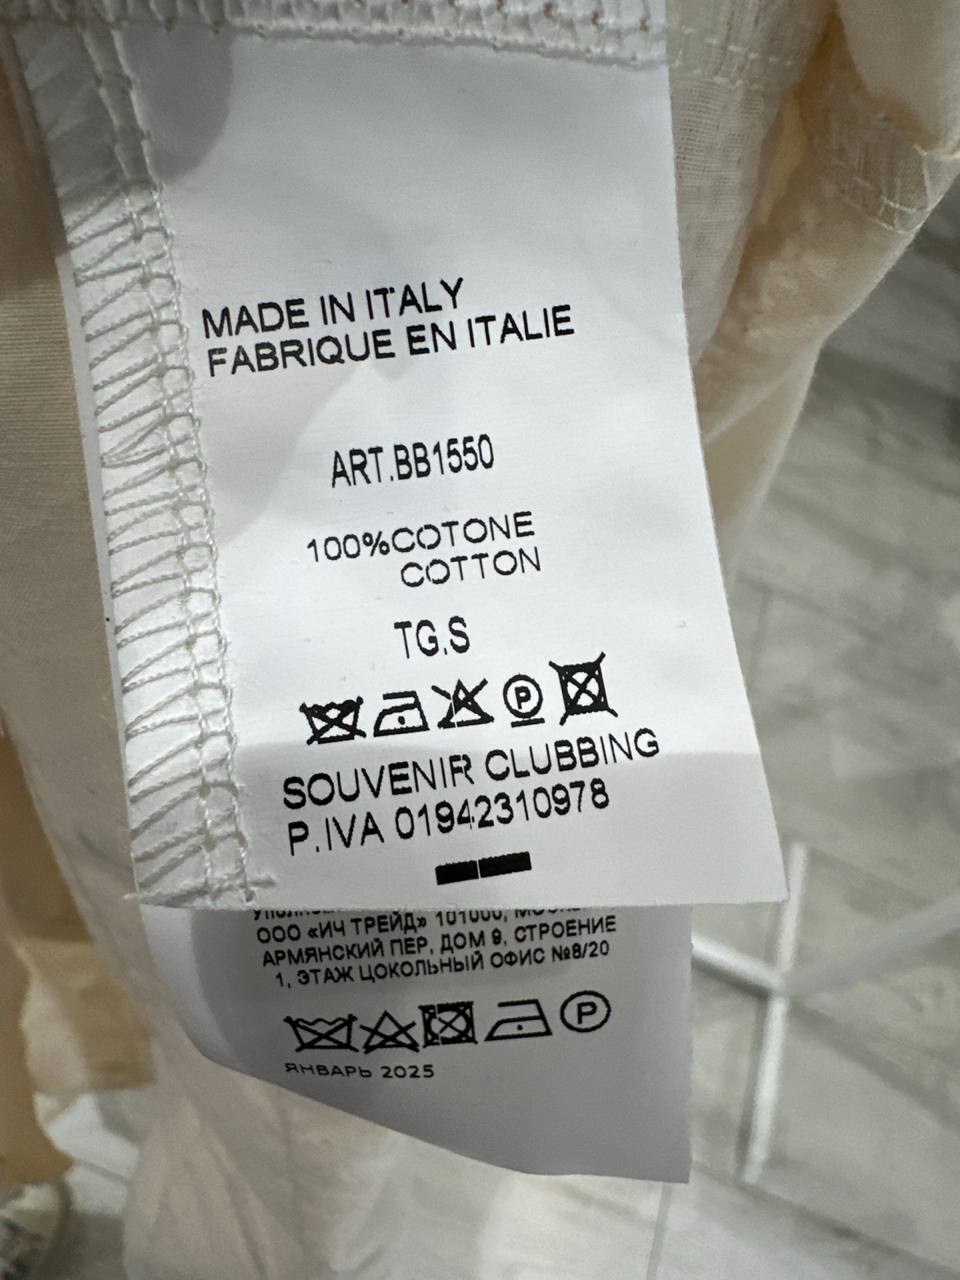 MADE IN ITALY
FABRIQUE EN ITALIE
ART.BB1550
100%COTONE
COTTON
TG.S
P
SOUVENIR CLUBBING
P.IVA 01942310978
ООО «ИЧ ТРЕЙД» 101000,
АРМЯНСКИЙ ПЕР, ДОМ 9, СТРОЕНИЕ
1, ЭТАЖ ЦОКОЛЬНЫЙ ОФИС №8/20
P
ЯНВАРЬ 2025